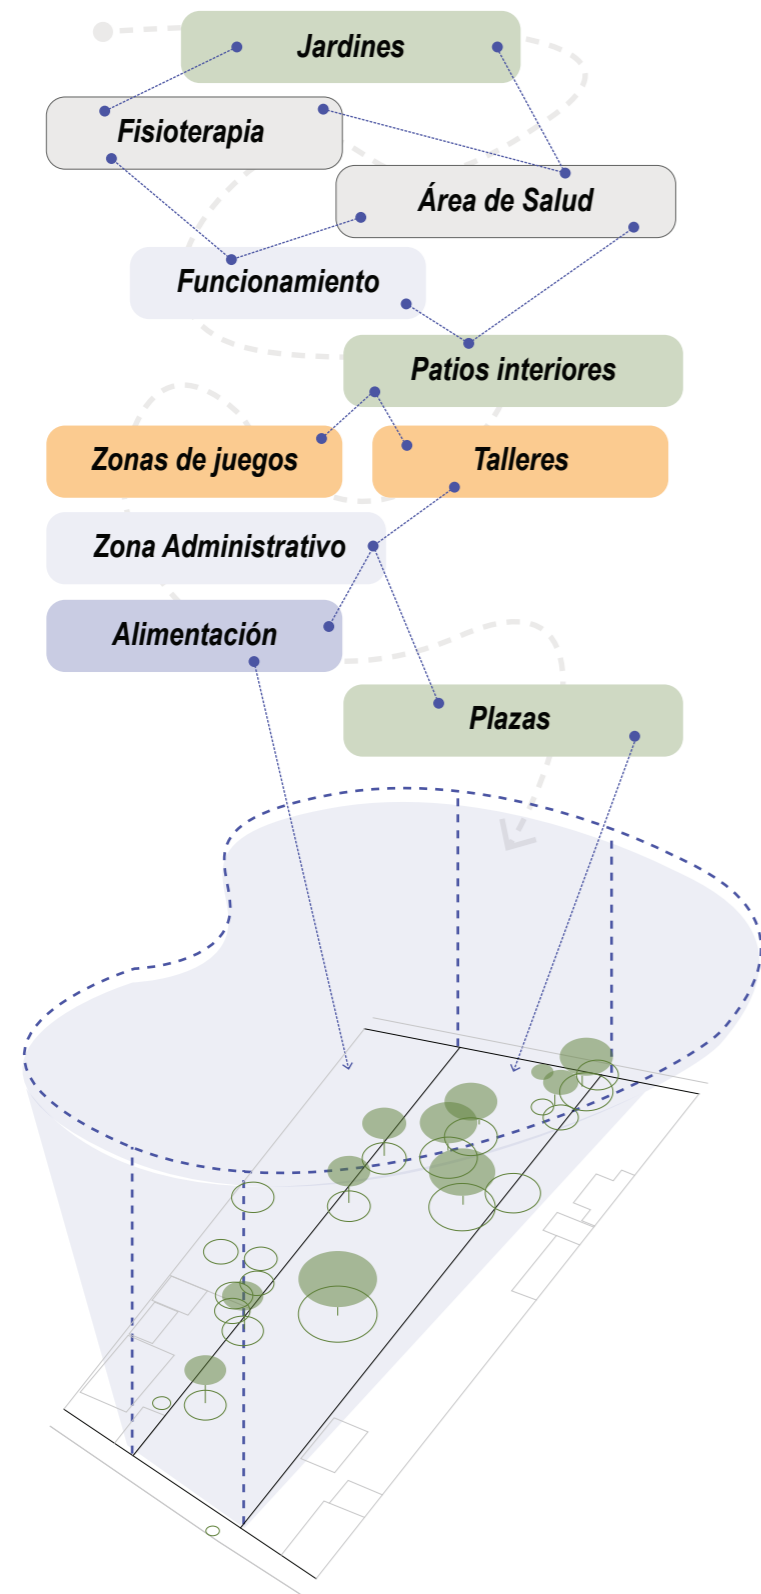 Jardines
Fisioterapia
Área de Salud
Funcionamiento
Patios interiores
Zonas de juegos
Talleres
Zona Administrativo
Alimentación
Plazas